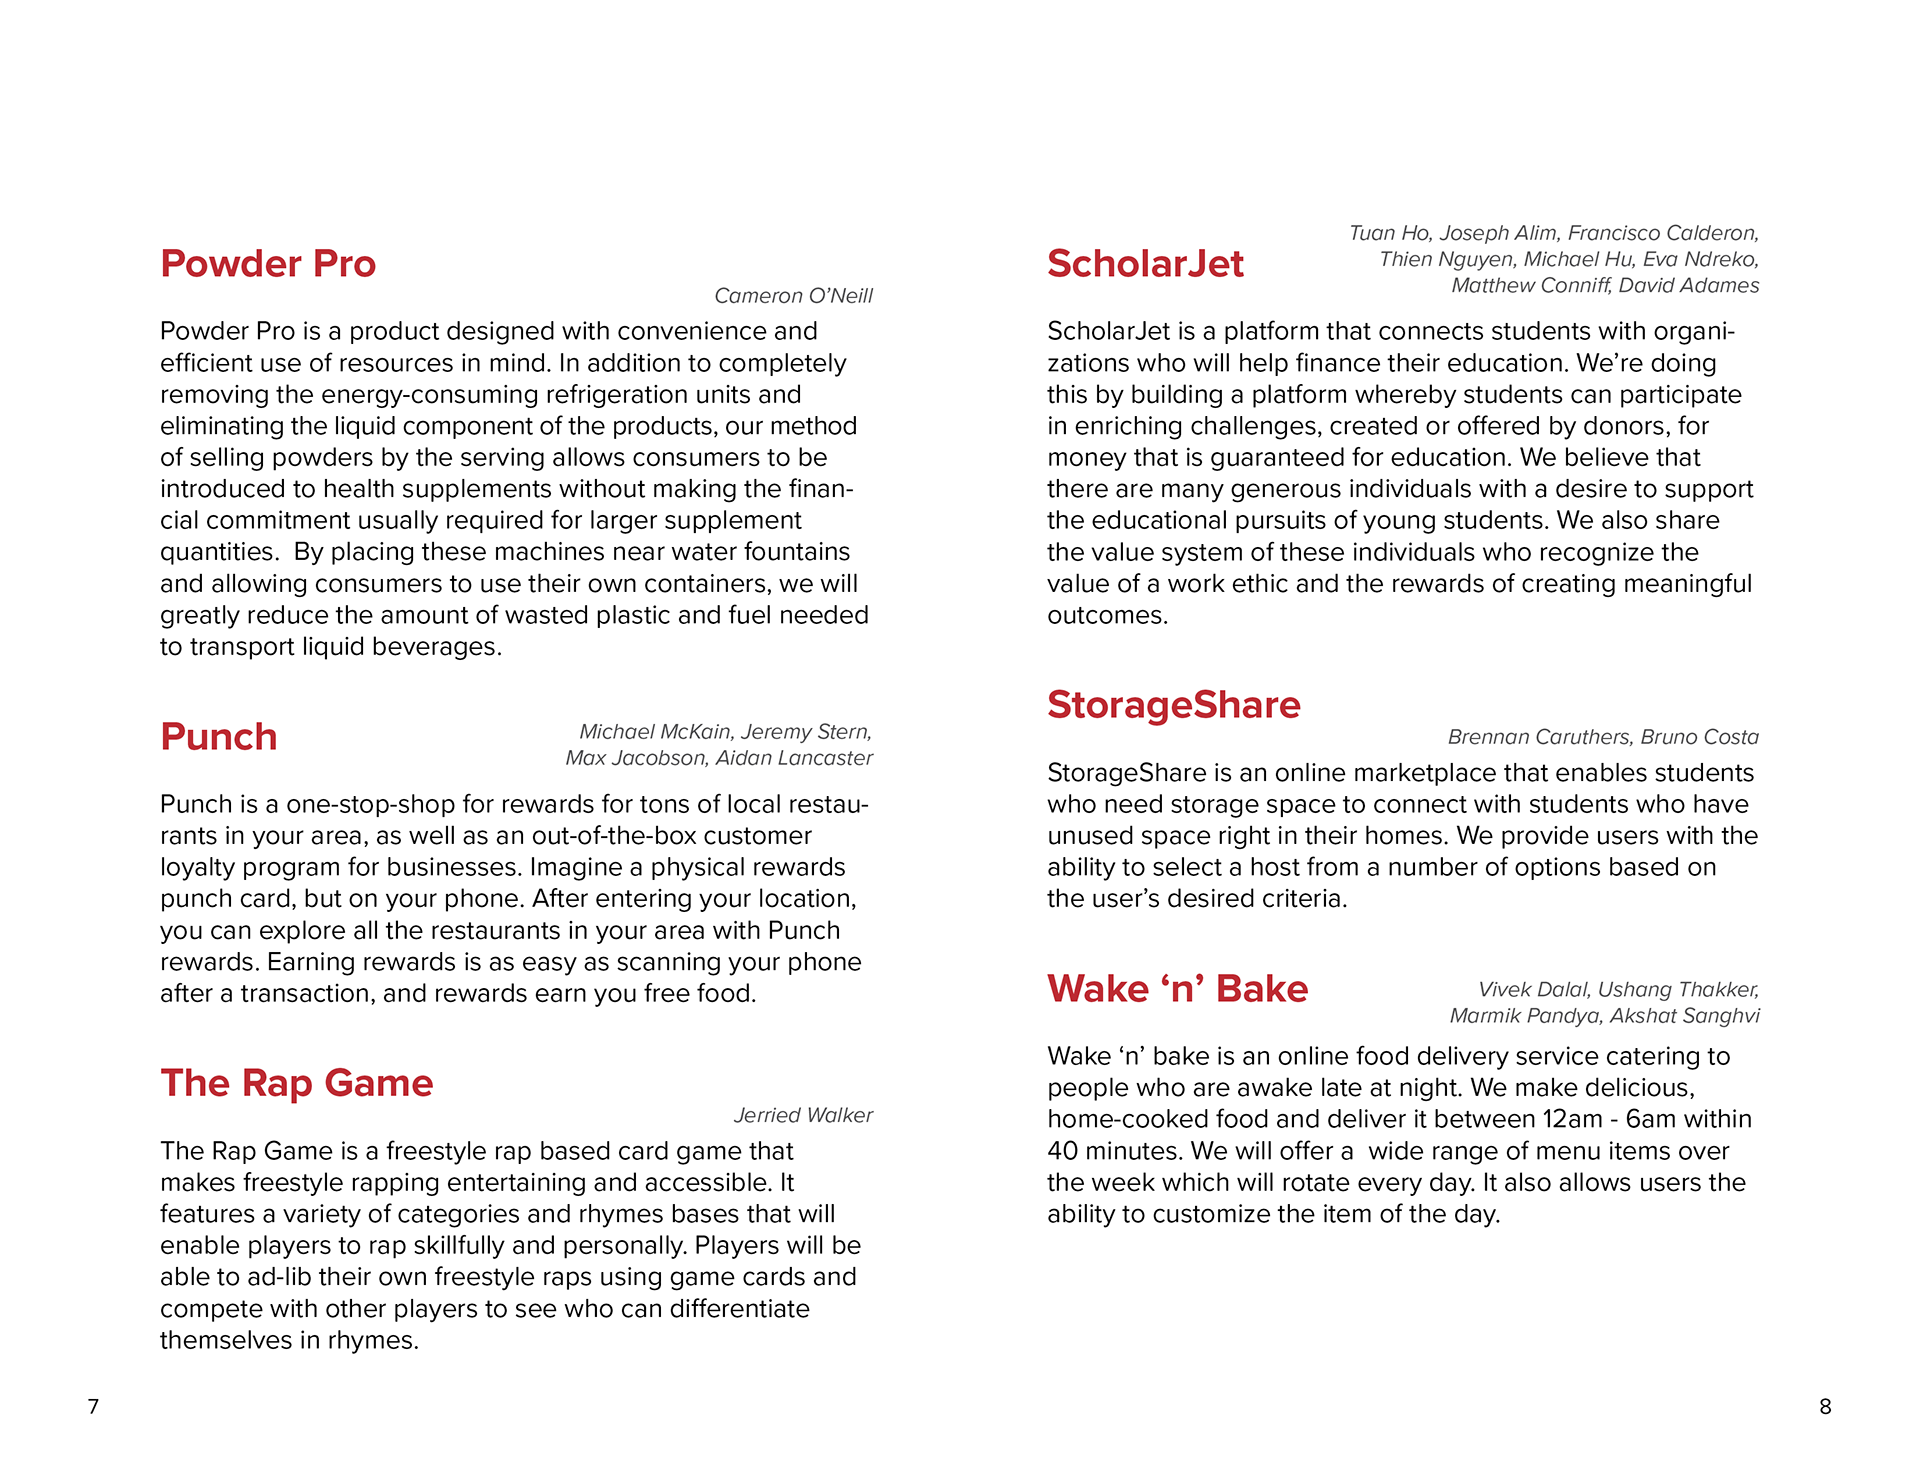 Powder Pro
Cameron O’Neill
Powder Pro is a product designed with convenience and
efficient use of resources in mind. In addition to completely
removing the energy-consuming refrigeration units and
eliminating the liquid component of the products, our method
of selling powders by the serving allows consumers to be
introduced to health supplements without making the finan-
cial commitment usually required for larger supplement
quantities.  By placing these machines near water fountains
and allowing consumers to use their own containers, we will
greatly reduce the amount of wasted plastic and fuel needed
to transport liquid beverages.
Punch
Michael McKain, Jeremy Stern,
Max Jacobson, Aidan Lancaster
Punch is a one-stop-shop for rewards for tons of local restau-
rants in your area, as well as an out-of-the-box customer
loyalty program for businesses. Imagine a physical rewards
punch card, but on your phone. After entering your location,
you can explore all the restaurants in your area with Punch
rewards. Earning rewards is as easy as scanning your phone
after a transaction, and rewards earn you free food.
The Rap Game
Jerried Walker
The Rap Game is a freestyle rap based card game that
makes freestyle rapping entertaining and accessible. It
features a variety of categories and rhymes bases that will
enable players to rap skillfully and personally. Players will be
able to ad-lib their own freestyle raps using game cards and
compete with other players to see who can differentiate
themselves in rhymes.
7
ScholarJet
Tuan Ho, Joseph Alim, Francisco Calderon,
Thien Nguyen, Michael Hu, Eva Ndreko,
Matthew Conniff, David Adames
ScholarJet is a platform that connects students with organi-
zations who will help finance their education. We’re doing
this by building a platform whereby students can participate
in enriching challenges, created or offered by donors, for
money that is guaranteed for education. We believe that
there are many generous individuals with a desire to support
the educational pursuits of young students. We also share
the value system of these individuals who recognize the
value of a work ethic and the rewards of creating meaningful
outcomes.
StorageShare
Brennan Caruthers, Bruno Costa
StorageShare is an online marketplace that enables students
who need storage space to connect with students who have
unused space right in their homes. We provide users with the
ability to select a host from a number of options based on
the user’s desired criteria.
Wake ‘n’ Bake
Vivek Dalal, Ushang Thakker,
Marmik Pandya, Akshat Sanghvi
Wake ‘n’ bake is an online food delivery service catering to
people who are awake late at night. We make delicious,
home-cooked food and deliver it between 12am - 6am within
40 minutes. We will offer a  wide range of menu items over
the week which will rotate every day. It also allows users the
ability to customize the item of the day.
8